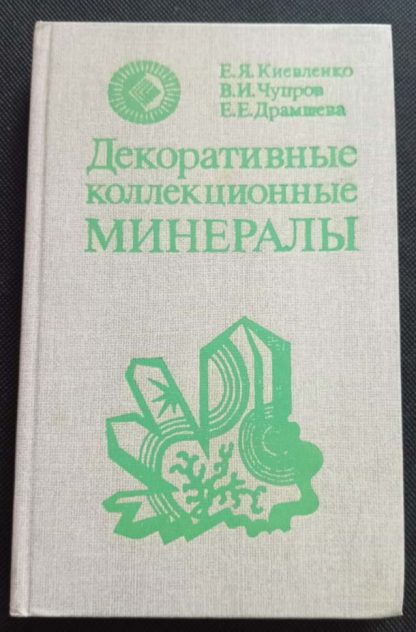 Е.Я.Киевленко
В.И.Чупров
Е.Е.Драмшева
Декоративные
коллекционные
МИНЕРАЛЫ